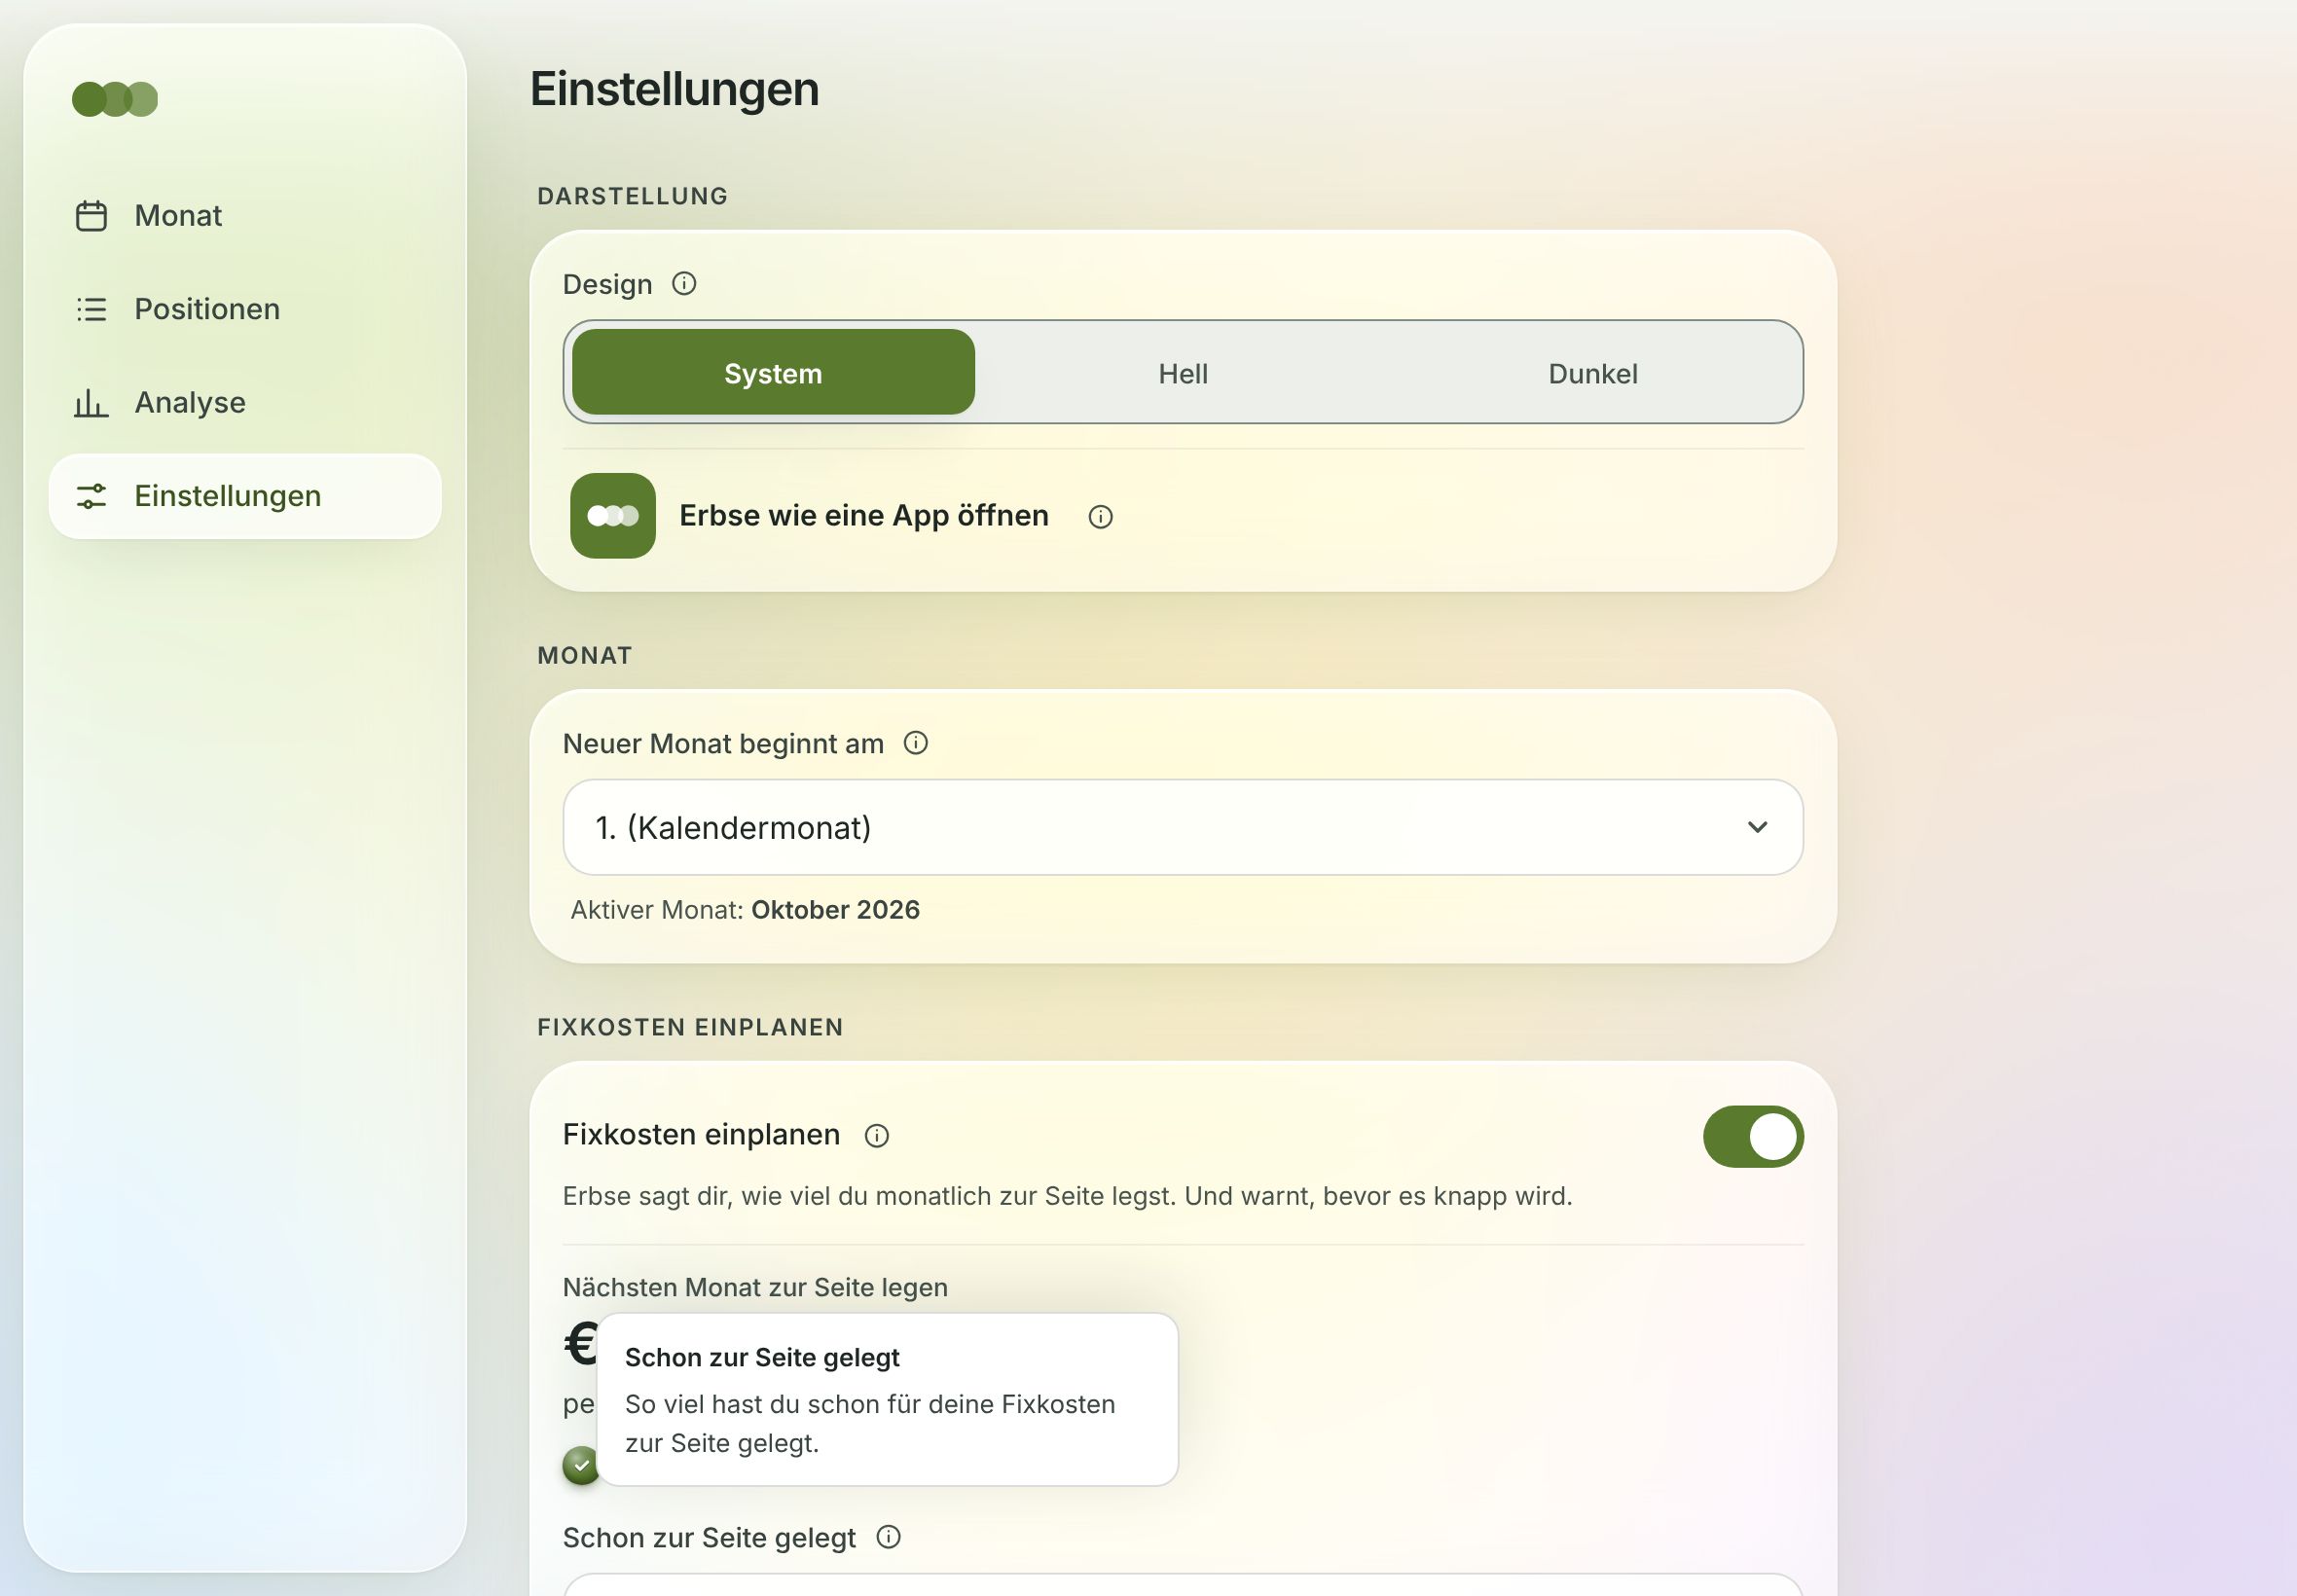 Monat
Positionen
Analyse
Einstellungen
Einstellungen
DARSTELLUNG
Design
System
Hell
Dunkel
Erbse wie eine App öffnen
MONAT
Neuer Monat beginnt am
1. (Kalendermonat)
Aktiver Monat: Oktober 2026
FIXKOSTEN EINPLANEN
Fixkosten einplanen
Erbse sagt dir, wie viel du monatlich zur Seite legst. Und warnt, bevor es knapp wird.
Nächsten Monat zur Seite legen
€
Schon zur Seite gelegt
So viel hast du schon für deine Fixkosten
zur Seite gelegt.
Schon zur Seite gelegt